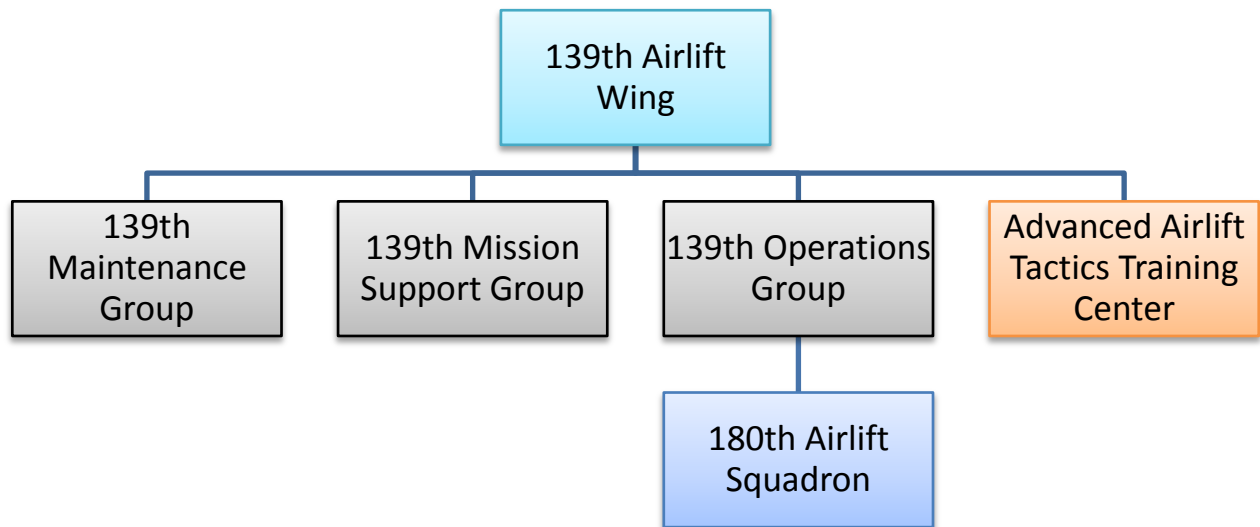 139th Airlift
Wing
139th
Maintenance
Group
139th Mission
Support Group
139th Operations
Group
Advanced Airlift
Tactics Training
Center
180th Airlift
Squadron